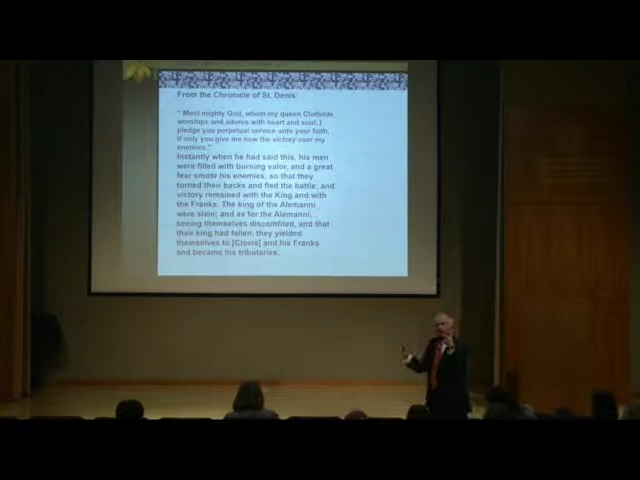 From the Chronicle of St. Denis:
" Most mighty God, whom my queen Clothilde
worships and adores with heart and soul, I
pledge you perpetual service unto your faith,
if only you give me now the victory over my
enemies."
Instantly when he had said this, his men
were filled with burning valor, and a great
fear smote his enemies, so that they
turned their backs and fled the battle; and
victory remained with the King and with
the Franks. The king of the Alemanni
were slain; and as for the Alemanni,
seeing themselves discomfited, and that
their king had fallen, they yielded
themselves to [Clovis] and his Franks
and became his tributaries.